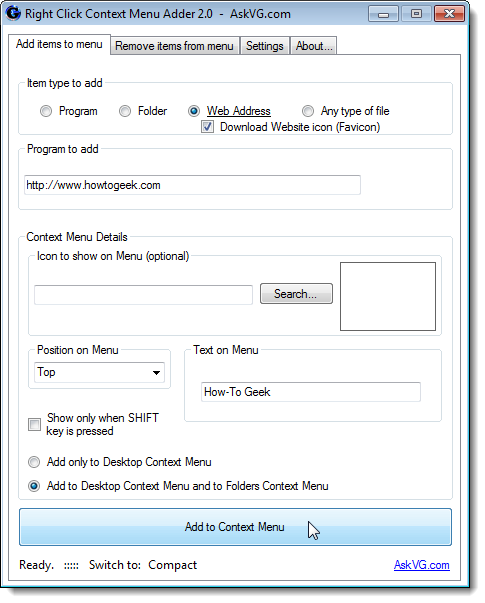 Right Click Context Menu Adder 2.0 - AskVG.com
Add items to menu Remove items from menu Settings About...
Item type to add
Program Folder Web Address Any type of file
Download Website icon (Favicon)
Program to add
http://www.howtogeek.com
Context Menu Details
Icon to show on Menu (optional)
Search...
Position on Menu Text on Menu
Top
How-To Geek
Show only when SHIFT
key is pressed
Add only to Desktop Context Menu
Add to Desktop Context Menu and to Folders Context Menu
Add to Context Menu
Ready. ::::: Switch to: Compact AskVG.com